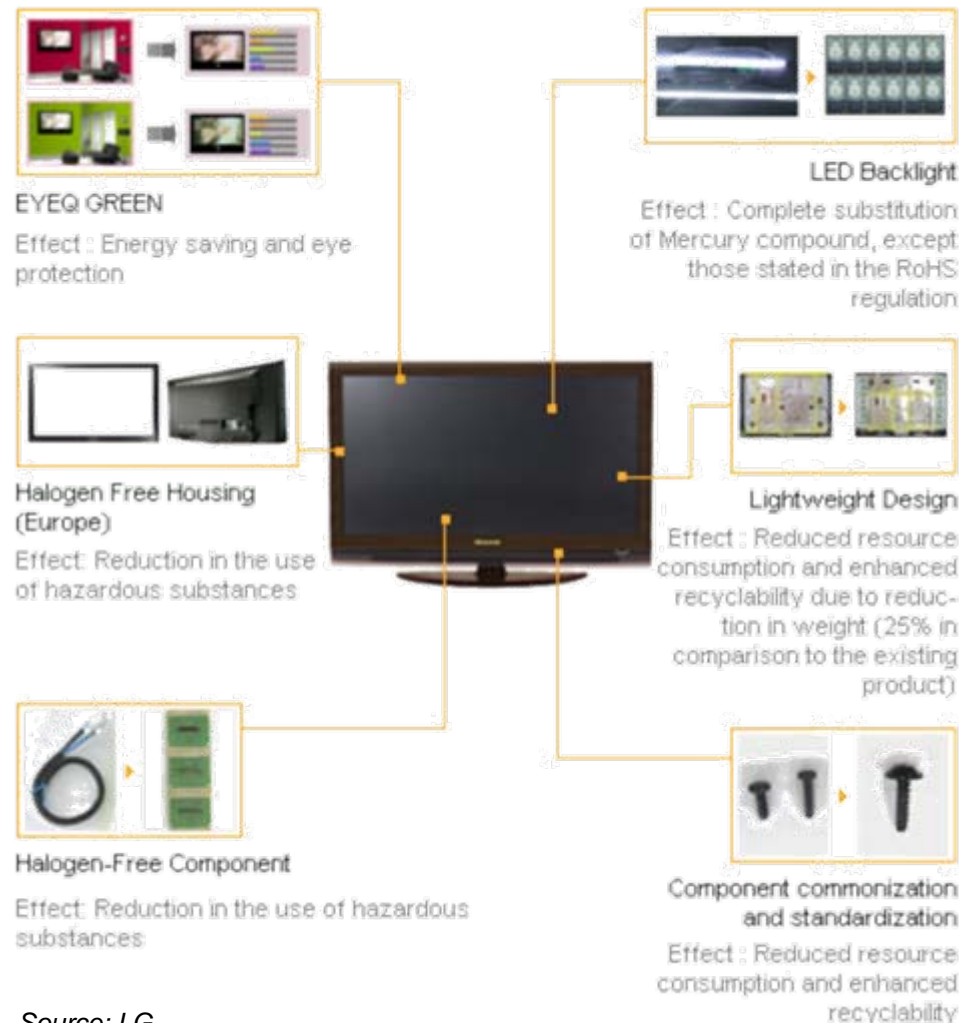 EYEQ GREEN
Effect : Energy saving and eye
protection
LED Backlight
Effect : Complete substitution
of Mercury compound, except
those stated in the RoHS
regulation
Halogen Free Housing
(Europe)
Effect: Reduction in the use
of hazardous substances
Lightweight Design
Effect : Reduced resource
consumption and enhanced
recyclability due to reduc-
tion in weight (25% in
comparison to the existing
product)
Halogen-Free Component
Effect: Reduction in the use of hazardous
substances
Component commonization
and standardization
Effect : Reduced resource
consumption and enhanced
recyclability
Source: LG